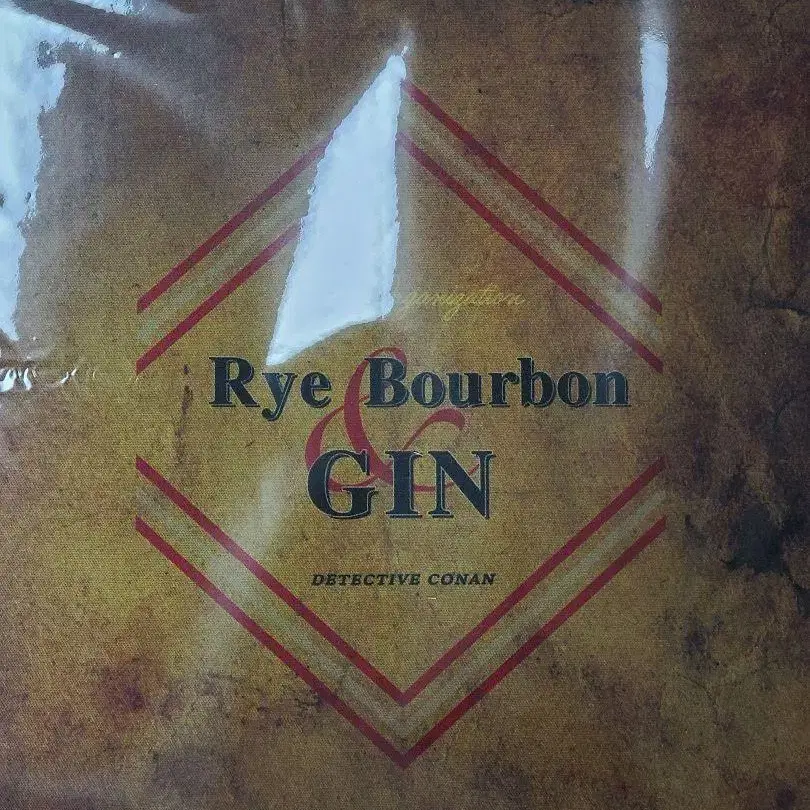 Rye Bourbon
&
GIN
DETECTIVE CONAN